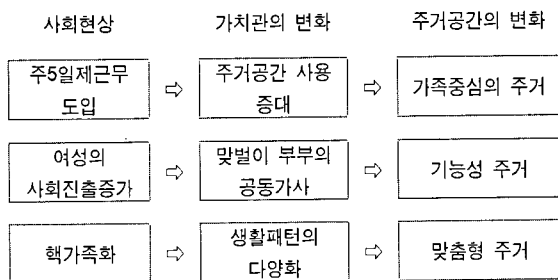 사회현상 가치관의 변화 주거공간의 변화
주5일제근무
도입
⇨
주거공간 사용
증대
⇨
가족중심의 주거
여성의
사회진출증가
⇨
맞벌이 부부의
공동가사
⇨
기능성 주거
핵가족화
⇨
생활패턴의
다양화
⇨
맞춤형 주거